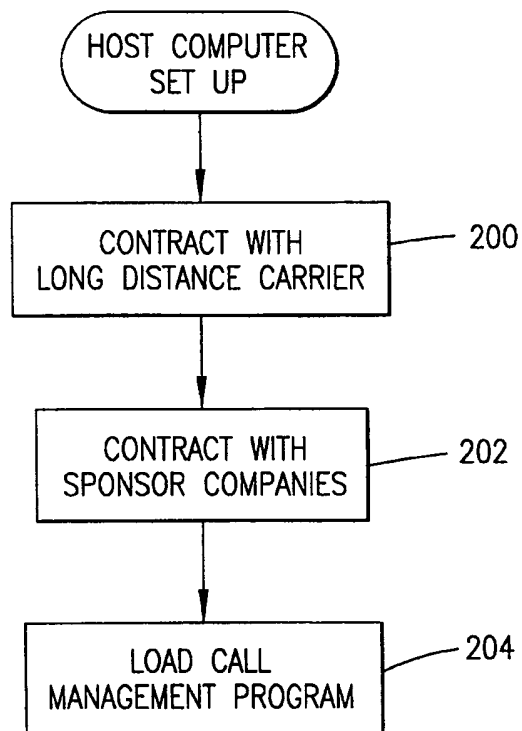 HOST COMPUTER
SET UP
CONTRACT WITH
LONG DISTANCE CARRIER
200
CONTRACT WITH
SPONSOR COMPANIES
202
LOAD CALL
MANAGEMENT PROGRAM
204